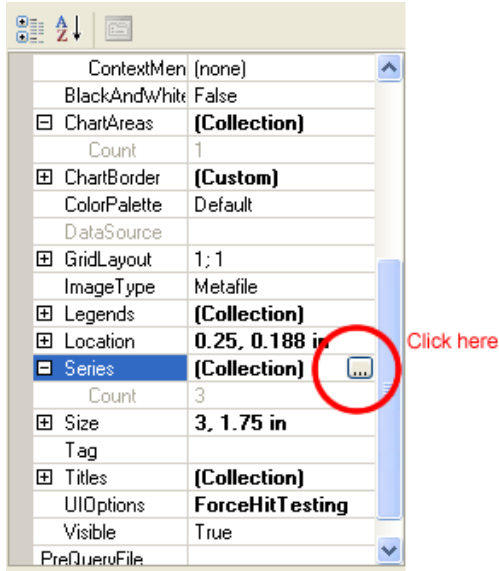 A
Z
ContextMen (none)
BlackAndWhite False
ChartAreas (Collection)
Count 1
ChartBorder (Custom)
ColorPalette Default
DataSource
GridLayout 1; 1
ImageType Metafile
Legends (Collection)
Location 0.25, 0.188 in
Click here
Series (Collection) ...
Count 3
Size 3, 1.75 in
Tag
Titles (Collection)
UIOptions ForceHitTesting
Visible True
PreQueryFile